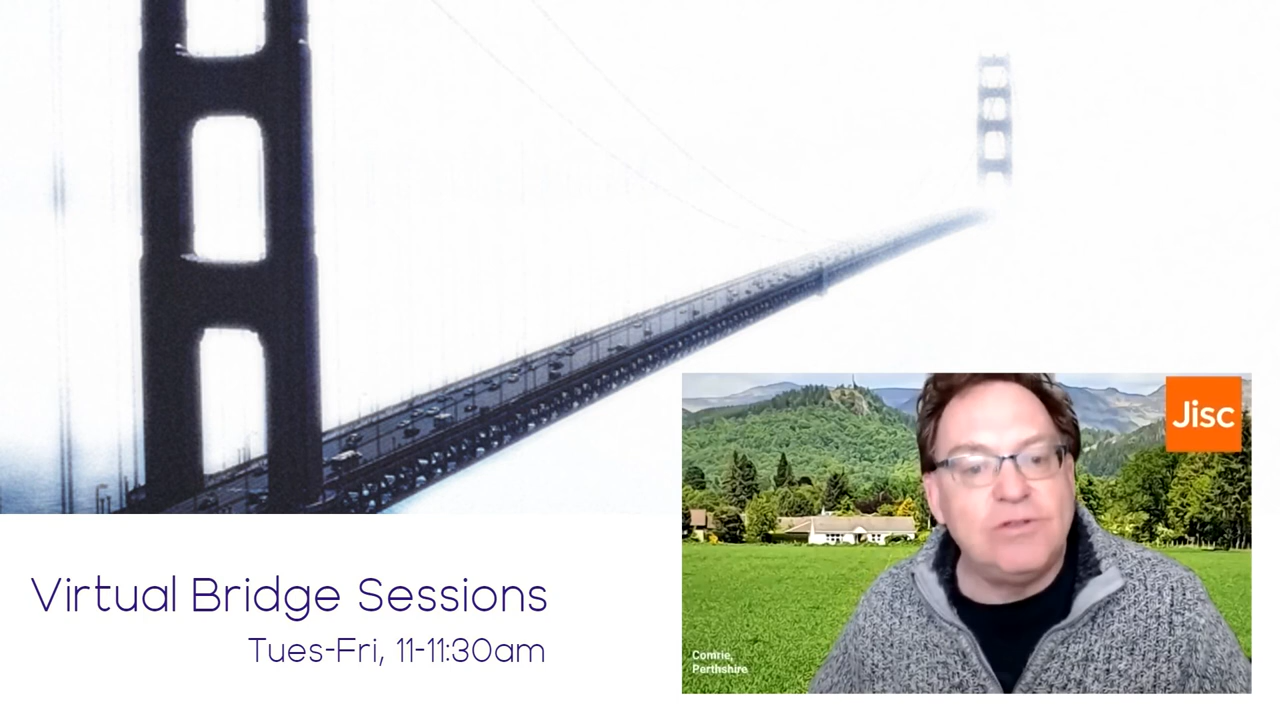 Jisc
Virtual Bridge Sessions
Tues-Fri, 11-11:30am
Comrie,
Perthshire